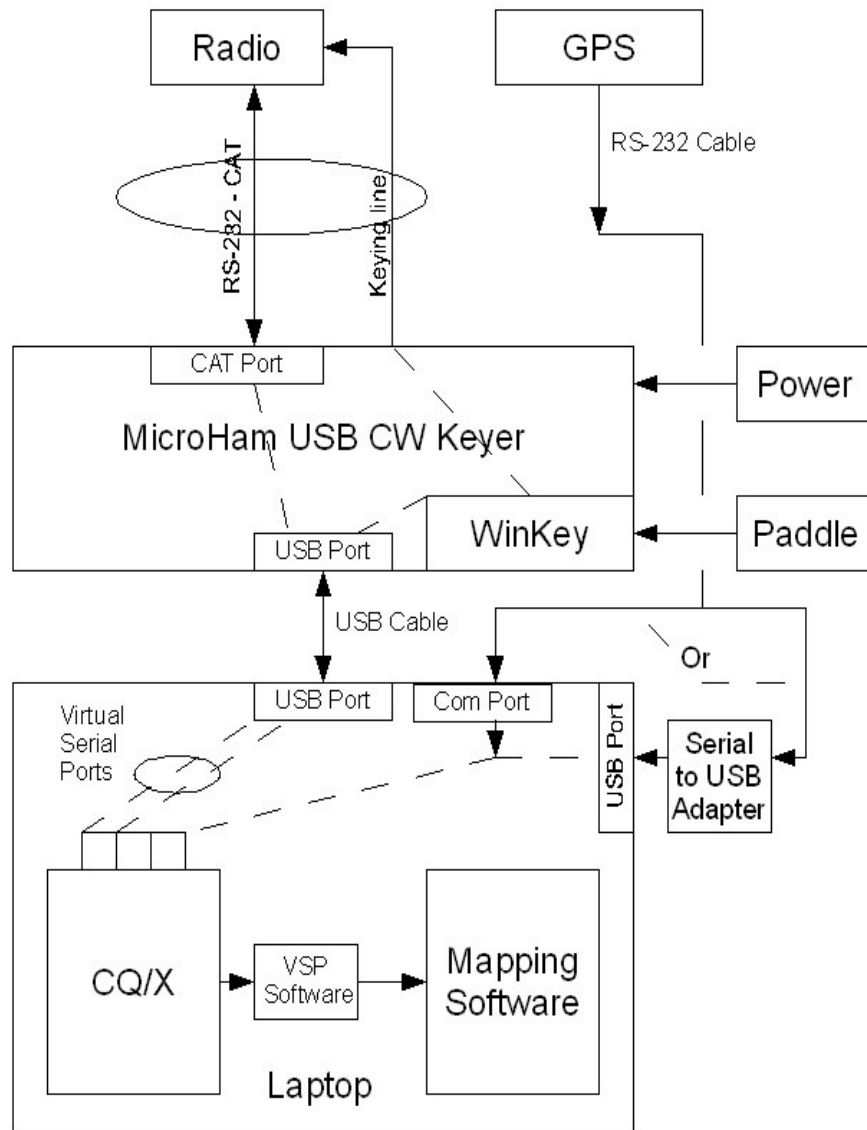 Radio
GPS
RS-232 - CAT
Keying line
RS-232 Cable
CAT Port
MicroHam USB CW Keyer
Power
USB Port
WinKey
Paddle
USB Cable
Or
Virtual
Serial
Ports
USB Port
Com Port
USB Port
Serial
to USB
Adapter
CQ/X
VSP
Software
Mapping
Software
Laptop